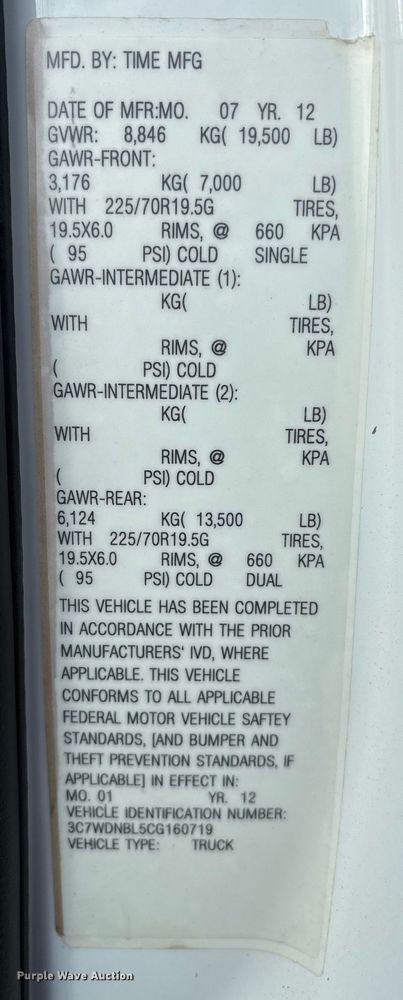 MFD. BY: TIME MFG
DATE OF MFR:MO. 07 YR. 12
GVWR: 8,846 KG( 19,500 LB)
GAWR-FRONT:
3,176 KG( 7,000 LB)
WITH 225/70R19.5G TIRES,
19.5X6.0 RIMS, @ 660 KPA
( 95 PSI) COLD SINGLE
GAWR-INTERMEDIATE (1):
KG( LB)
WITH TIRES,
RIMS, @ KPA
( PSI) COLD
GAWR-INTERMEDIATE (2):
KG( LB)
WITH TIRES,
RIMS, @ KPA
( PSI) COLD
GAWR-REAR:
6,124 KG( 13,500 LB)
WITH 225/70R19.5G TIRES,
19.5X6.0 RIMS, @ 660 KPA
( 95 PSI) COLD DUAL
THIS VEHICLE HAS BEEN COMPLETED
IN ACCORDANCE WITH THE PRIOR
MANUFACTURERS' IVD, WHERE
APPLICABLE. THIS VEHICLE
CONFORMS TO ALL APPLICABLE
FEDERAL MOTOR VEHICLE SAFTEY
STANDARDS, [AND BUMPER AND
THEFT PREVENTION STANDARDS, IF
APPLICABLE] IN EFFECT IN:
MO. 01 YR. 12
VEHICLE IDENTIFICATION NUMBER:
3C7WDNBL5CG160719
VEHICLE TYPE: TRUCK
Purple Wave Auction